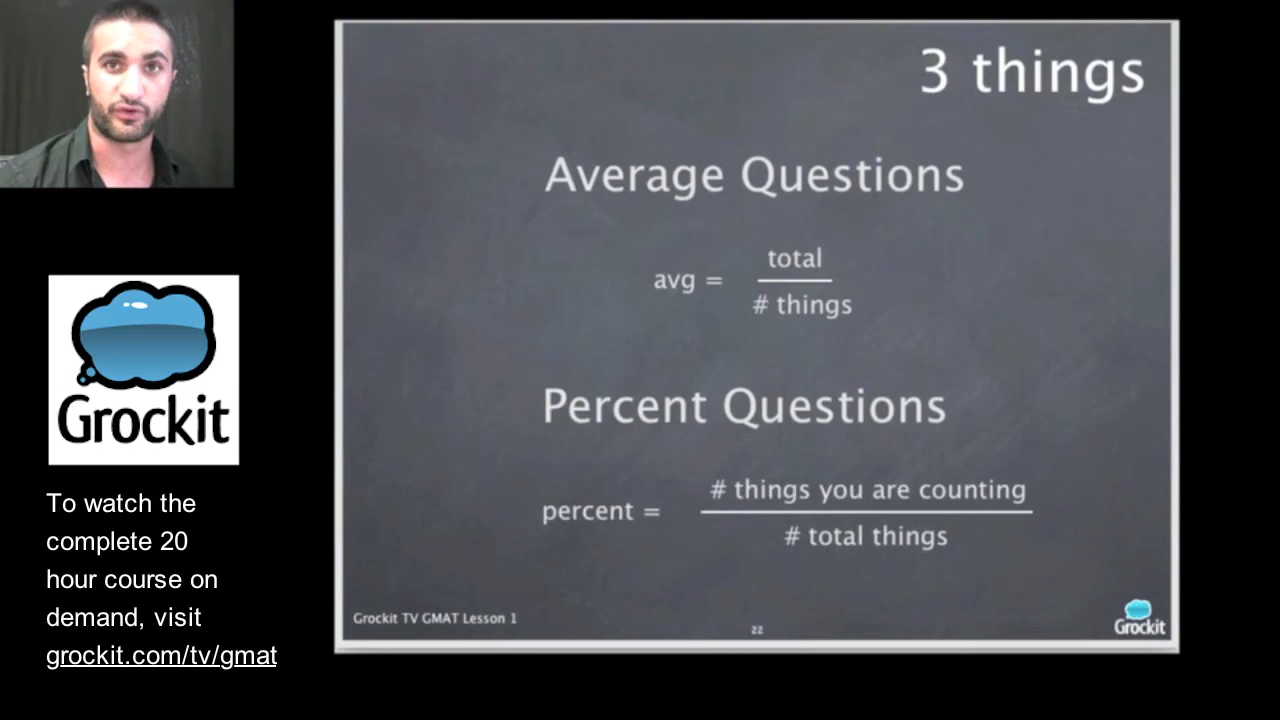 3 things
Average Questions
avg =
total
# things
Percent Questions
percent =
# things you are counting
# total things
Grockit TV GMAT Lesson 1
22
Grockit
Grockit
To watch the
complete 20
hour course on
demand, visit
grockit.com/tv/gmat